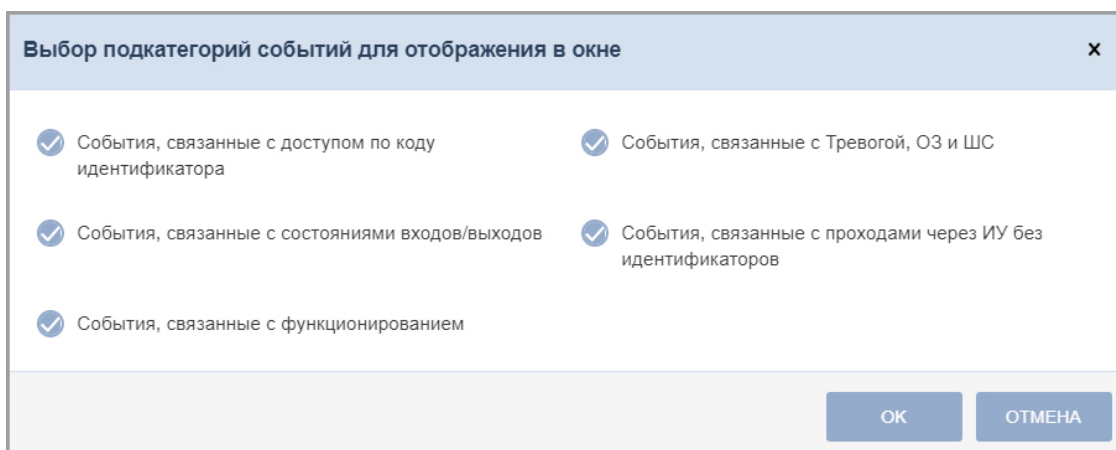 Выбор подкатегорий событий для отображения в окне
События, связанные с доступом по коду
идентификатора
События, связанные с Тревогой, ОЗ и ШС
События, связанные с состояниями входов/выходов
События, связанные с проходами через ИУ без
идентификаторов
События, связанные с функционированием
ОК
ОТМЕНА